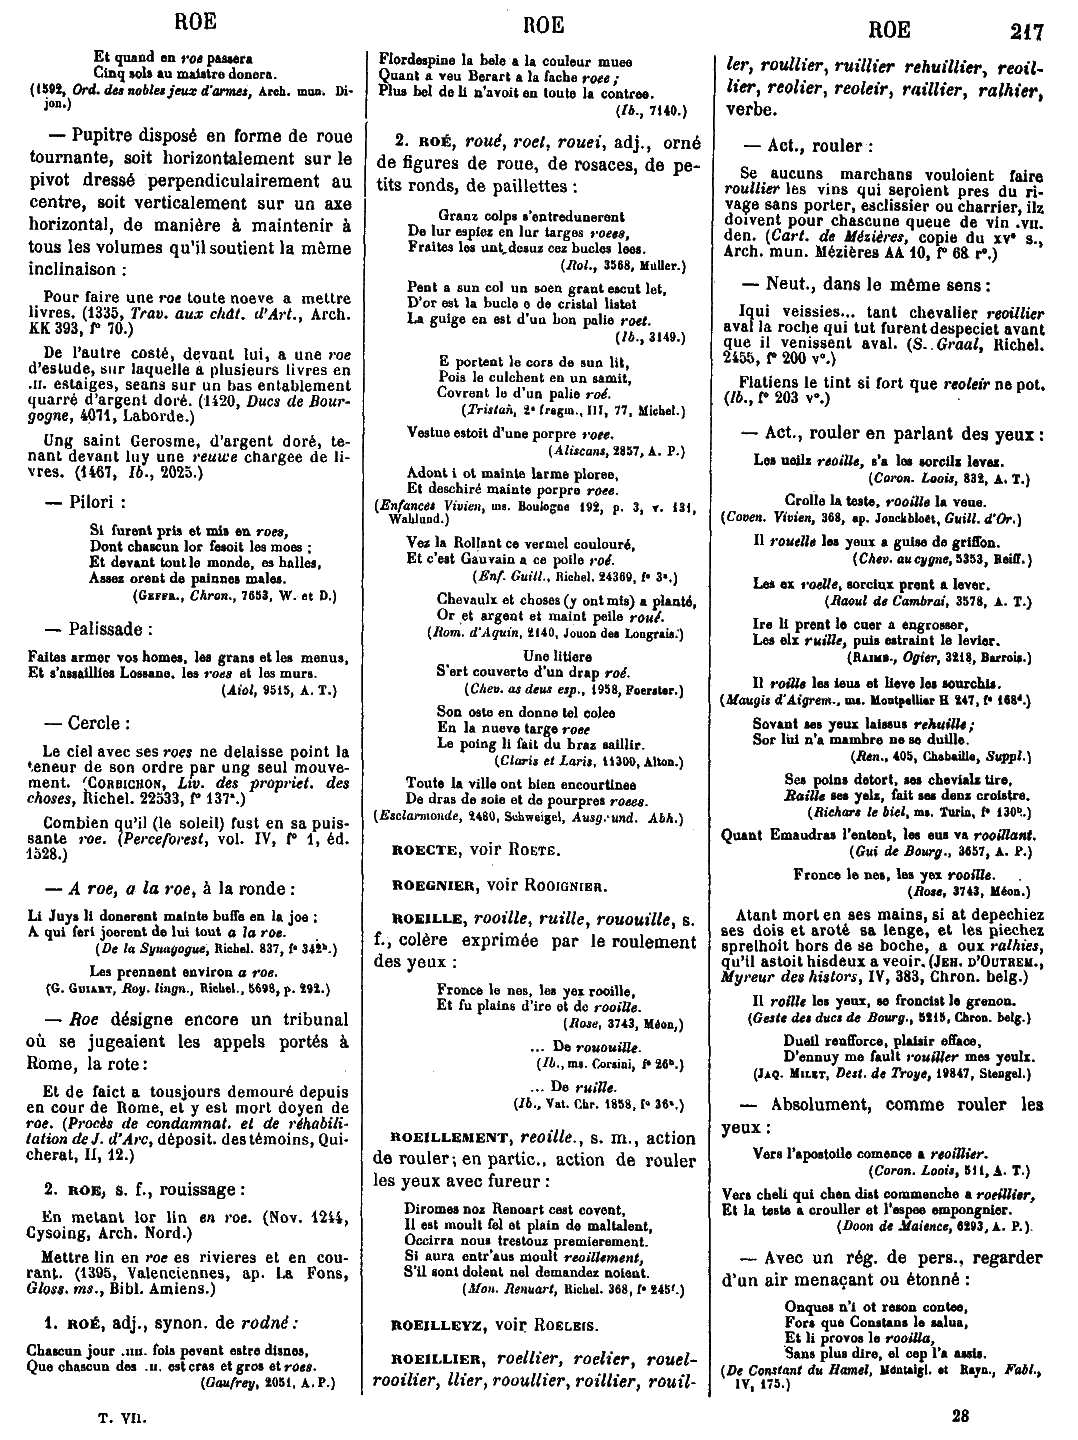 ROE
ROE
ROE
217
Et quand en roe passera
Cinq sols au maistre donera.
(1592, Ord. des nobles jeux d'armes, Arch. mun. Di-
jon.)
— Pupitre disposé en forme de roue
tournante, soit horizontalement sur le
pivot dressé perpendiculairement au
centre, soit verticalement sur un axe
horizontal, de manière à maintenir à
tous les volumes qu'il soutient la même
inclinaison :
Pour faire une roe toute noeve a mettre
livres. (1335, Trav. aux chât. d'Art., Arch.
KK 393, f° 70.)
De l'autre costé, devant lui, a une roe
d'estude, sur laquelle a plusieurs livres en
.II. estaiges, seans sur un bas entablement
quarré d'argent doré. (1420, Ducs de Bour-
gogne, 4071, Laborde.)
Ung saint Gerosme, d'argent doré, te-
nant devant luy une reuwe chargee de li-
vres. (1467, Ib., 2025.)
— Pilori :
Si furent pris et mis en roes,
Dont chascun lor fesoit les moes ;
Et devant tout le monde, es halles,
Assez orent de painnes males.
(GEFFR., Chron., 7653, W. et D.)
— Palissade :
Faites armer vos homes, les grans et les menus,
Et s'assaillies Lossane, les roes et les murs.
(Aiol, 9515, A. T.)
— Cercle :
Le ciel avec ses roes ne delaisse point la
teneur de son ordre par ung seul mouve-
ment. (CORBICHON, Liv. des propriet. des
choses, Richel. 22533, f° 137ª.)
Combien qu'il (le soleil) fust en sa puis-
sante roe. (Perceforest, vol. IV, f° 1, éd.
1528.)
— A roe, a la roe, à la ronde :
Li Juys li donerent mainte buffe en la joe ;
A qui feri joerent de lui tout a la roe.
(De la Synagogue, Richel. 837, f° 342ᵇ.)
Les prennent environ a roe.
(G. GUIART, Roy. lingn., Richel., 5698, p. 292.)
— Roe désigne encore un tribunal
où se jugeaient les appels portés à
Rome, la rote :
Et de faict a tousjours demouré depuis
en cour de Rome, et y est mort doyen de
roe. (Procès de condamnat. et de réhabili-
tation de J. d'Arc, déposit. des témoins, Qui-
cherat, II, 12.)
2. ROE, s. f., rouissage :
En metant lor lin en roe. (Nov. 1244,
Cysoing, Arch. Nord.)
Mettre lin en roe es rivieres et en cou-
rant. (1395, Valenciennes, ap. La Fons,
Gloss. ms., Bibl. Amiens.)
1. ROÉ, adj., synon. de rodné :
Chascun jour .IIII. fois pevent estre disnes,
Que chascun des .II. est cras et gros et roes.
(Gaufrey, 2051, A. P.)
T. VII.
Flordespine la bele a la couleur muee
Quant a veu Berart a la fache roee ;
Plus bel de li n'avoit en toute la contree.
(Ib., 7140.)
2. ROÉ, roué, roet, rouei, adj., orné
de figures de roue, de rosaces, de pe-
tits ronds, de paillettes :
Granz colps s'entredunerent
De lur espiez en lur targes roees,
Fraites les unt desuz cez bucles lees.
(Rol., 3568, Muller.)
Pent a sun col un soen grant escut let,
D'or est la bucle e de cristal listet
La guige en est d'un bon palie roet.
(Ib., 3149.)
E portent le cors de sun lit,
Pois le culchent en un samit,
Covrent le d'un palie roé.
(Tristan, 2ᵉ fragm., III, 77, Michel.)
Vestue estoit d'une porpre roee.
(Aliscans, 2857, A. P.)
Adont i ot mainte larme ploree,
Et deschiré mainte porpre roee.
(Enfances Vivien, ms. Boulogne 192, p. 3, v. 131,
Wahlund.)
Vez la Rollant ce vermel coulouré,
Et c'est Gauvain a ce poile roé.
(Enf. Guill., Richel. 24369, f° 3ᵃ.)
Chevaulx et choses (y ont mis) a planté,
Or et argent et maint peile roué.
(Rom. d'Aquin, 2140, Jouon des Longrais.)
Une litiere
S'ert couverte d'un drap roé.
(Chev. as deus esp., 1958, Foerster.)
Son oste en donne tel colee
En la nueve targe roee
Le poing li fait du braz saillir.
(Claris et Laris, 11300, Alton.)
Toute la ville ont bien encourtinee
De dras de soie et de pourpres roees.
(Esclarmonde, 2480, Schweigel, Ausg. und. Abh.)
ROECTE, voir ROETE.
ROEGNIER, voir ROOIGNIER.
ROEILLE, rooille, ruille, rououille, s.
f., colère exprimée par le roulement
des yeux :
Fronce le nes, les yex rooille,
Et fu plains d'ire et de rooille.
(Rose, 3743, Méon,)
... De rououille.
(Ib., ms. Corsini, f° 26ᵇ.)
... De ruille.
(Ib., Vat. Chr. 1858, f° 36ᵃ.)
ROEILLEMENT, reoille., s. m., action
de rouler; en partic., action de rouler
les yeux avec fureur :
Diromes noz Renoart cest covent,
Il est moult fel et plain de maltalent,
Occirra nous trestouz premierement.
Si aura entr'aus moult reoillement,
S'il sont dolent nel demandez noient.
(Mon. Renuart, Richel. 368, f° 245ᶠ.)
ROEILLEYZ, voir ROELEIS.
ROEILLIER, roellier, roelier, rouel-
rooilier, llier, rooullier, roillier, rouil-
ler, roullier, ruillier rehuillier, reoil-
lier, reolier, reoleir, raillier, ralhier,
verbe.
— Act., rouler :
Se aucuns marchans vouloient faire
roullier les vins qui seroient pres du ri-
vage sans porter, esclissier ou charrier, ilz
doivent pour chascune queue de vin .VII.
den. (Cart. de Mézières, copie du XVᵉ s.,
Arch. mun. Mézières AA 10, f° 68 r°.)
— Neut., dans le même sens :
Iqui veissies... tant chevalier reoillier
aval la roche qui tut furent despeciet avant
que il venissent aval. (S. Graal, Richel.
2455, f° 200 v°.)
Flatiens le tint si fort que reoleir ne pot.
(Ib., f° 203 v°.)
— Act., rouler en parlant des yeux :
Les ueilz reoille, s'a les sorcilz levez.
(Coron. Loois, 832, A. T.)
Crolle la teste, rooille la veue.
(Coven. Vivien, 368, ap. Jonckbloët, Guill. d'Or.)
Il rouelle les yeux a guise de griffon.
(Chev. au cygne, 5353, Reiff.)
Les ex roelle, sorciux prent a lever.
(Raoul de Cambrai, 3578, A. T.)
Ire li prent le cuer a engrosser,
Les elx ruille, puis estraint le levier.
(RAIMB., Ogier, 3218, Barrois.)
Il roille les ieus et lieve les sourchis.
(Maugis d'Aigrem., ms. Montpellier H 247, f° 168ᵈ.)
Sovant ses yeux laissus rehuille ;
Sor lui n'a mambre ne se duille.
(Ren., 405, Chabaille, Suppl.)
Ses poins detort, ses chevials tire,
Raille ses yelz, fait ses denz croistre.
(Richars le biel, ms. Turin, f° 130ᵇ.)
Quant Emaudras l'entent, les eus va rooillant.
(Gui de Bourg., 3657, A. P.)
Fronce le nes, les yex rooille.
(Rose, 3743, Méon.)
Atant mort en ses mains, si at depechiez
ses dois et aroté sa lenge, et les piechez
sprelhoit hors de se boche, a oux ralhies,
qu'il astoit hisdeux a veoir. (JEH. D'OUTREM.,
Myreur des histors, IV, 383, Chron. belg.)
Il roille les yeux, se froncist le grenon.
(Geste des ducs de Bourg., 5215, Chron. belg.)
Dueil renfforce, plaisir efface,
D'ennuy me fault rouiller mes yeulx.
(JAQ. MILET, Dest. de Troye, 19847, Stengel.)
— Absolument, comme rouler les
yeux :
Vers l'apostoile comence a reoillier.
(Coron. Loois, 511, A. T.)
Vers cheli qui chen dist commenche a roeillier,
Et la teste a crouller et l'espee empongnier.
(Doon de Maience, 6293, A. P.)
— Avec un rég. de pers., regarder
d'un air menaçant ou étonné :
Onques n'i ot reson contee,
Fors que Constans le salua,
Et li provos le rooilla,
Sans plus dire, el cep l'a assis.
(De Constant du Hamel, Montaigl. et Rayn., Fabl.,
IV, 175.)
28